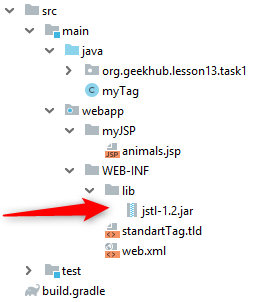 src
main
java
org.geekhub.lesson13.task1
myTag
webapp
myJSP
animals.jsp
WEB-INF
lib
jstl-1.2.jar
standartTag.tld
web.xml
test
build.gradle